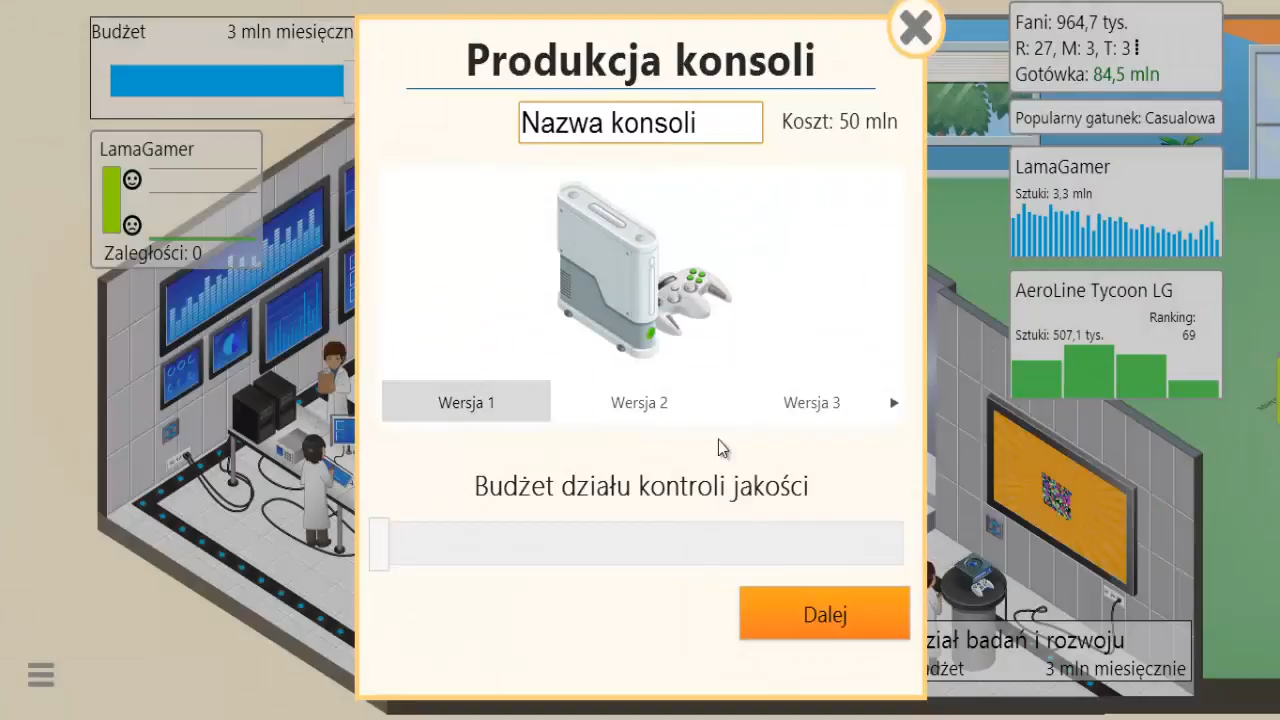 Budżet 3 mln miesięczn
LamaGamer
Zaległości: 0
Produkcja konsoli
Nazwa konsoli
Koszt: 50 mln
Wersja 1
Wersja 2
Wersja 3
Budżet działu kontroli jakości
Dalej
Fani: 964,7 tys.
R: 27, M: 3, T: 3
Gotówka: 84,5 mln
Popularny gatunek: Casualowa
LamaGamer
Sztuki: 3,3 mln
AeroLine Tycoon LG
Ranking:
Sztuki: 507,1 tys. 69
ział badań i rozwoju
dżet 3 mln miesięcznie